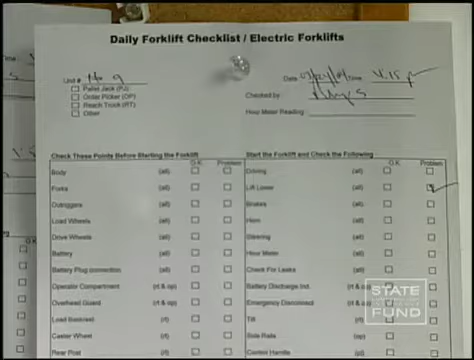 Daily Forklift Checklist / Electric Forklifts
Unit #
Date Time
Pallet Jack (PJ)
Order Picker (OP)
Reach Truck (RT)
Other
Checked by
Hour Meter Reading:
Check These Points Before Starting the Forklift O.K. Problem
Body (all)
Forks (all)
Outriggers (all)
Load Wheels (all)
Drive Wheels (all)
Battery (all)
Battery Plug connection (all)
Operator Compartment (rt & op)
Overhead Guard (rt & op)
Load Backrest (rt)
Caster Wheel (rt)
Rear Post (rt)
Start the Forklift and Check the Following O.K. Problem
Driving (all)
Lift Lower (all)
Brakes (all)
Horn (all)
Steering (all)
Hour Meter (all)
Check For Leaks (all)
Battery Discharge Ind. (rt & op)
Emergency Disconnect (rt & op)
Tilt (rt)
Side Rails (op)
Control Handle (pj)
STATE
FUND